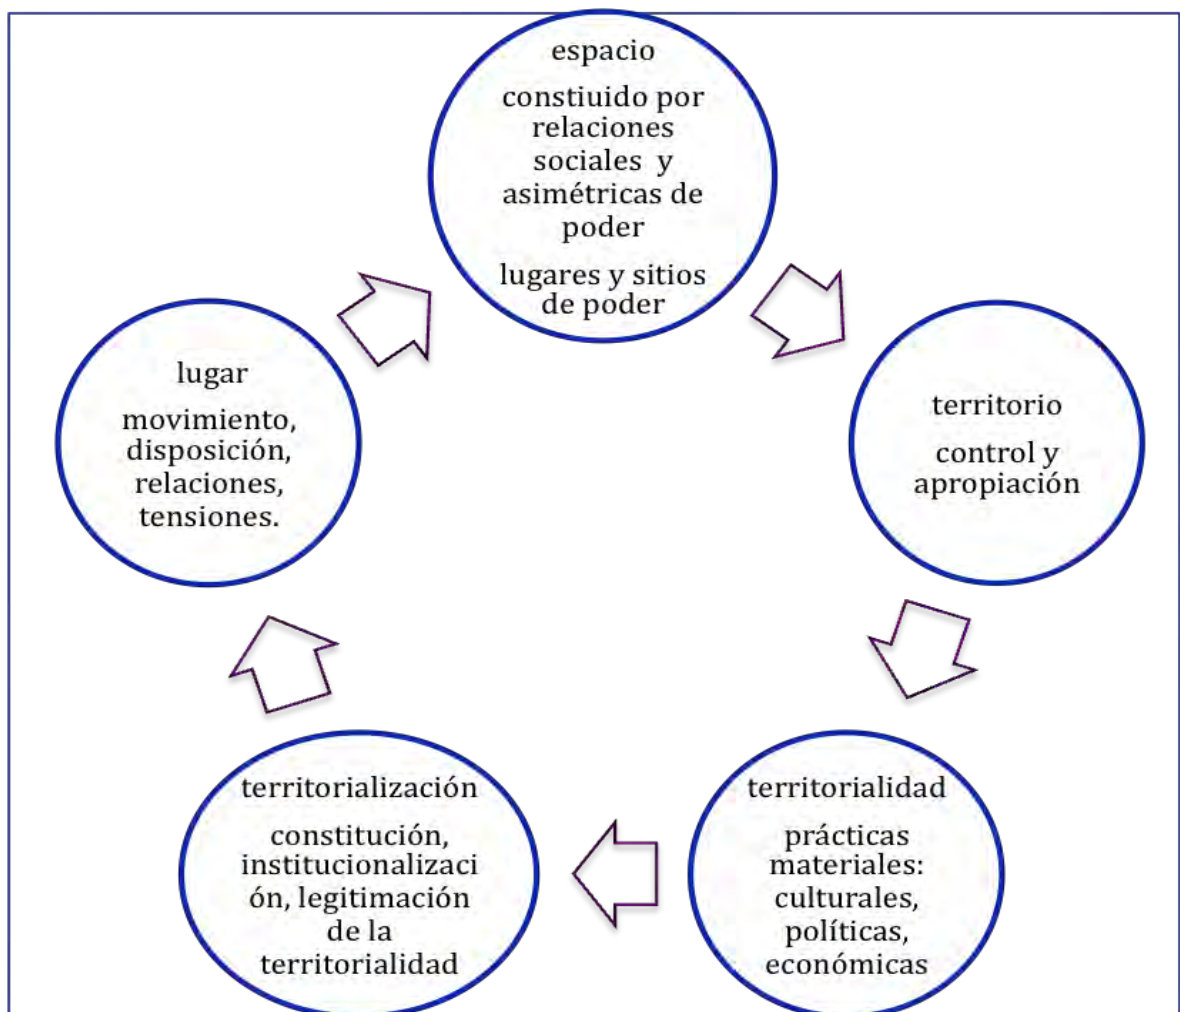 espacio
constiuido por
relaciones
sociales y
asimétricas de
poder
lugares y sitios
de poder
territorio
control y
apropiación
territorialidad
prácticas
materiales:
culturales,
políticas,
económicas
territorialización
constitución,
institucionalizaci
ón, legitimación
de la
territorialidad
lugar
movimiento,
disposición,
relaciones,
tensiones.